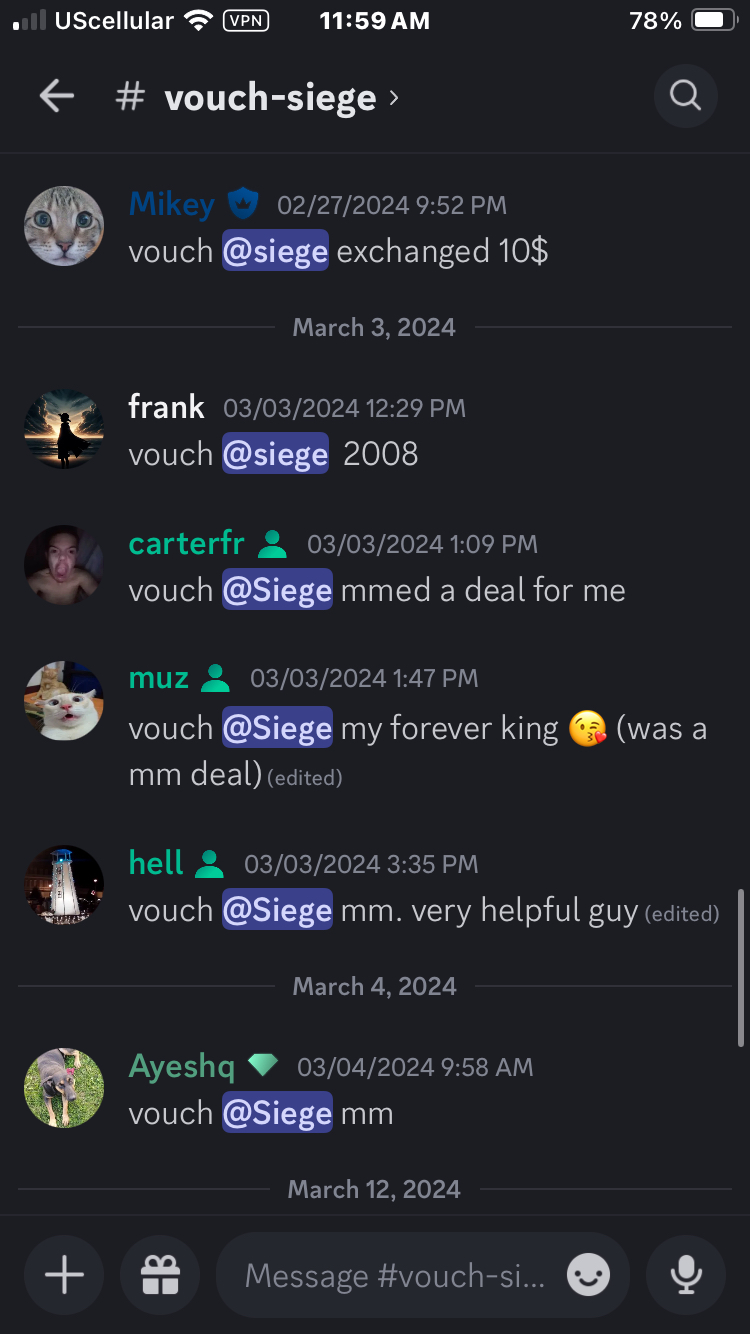 UScellular VPN 11:59 AM 78%
# vouch-siege
Mikey 02/27/2024 9:52 PM
vouch @siege exchanged 10$
March 3, 2024
frank 03/03/2024 12:29 PM
vouch @siege 2008
carterfr 03/03/2024 1:09 PM
vouch @Siege mmed a deal for me
muz 03/03/2024 1:47 PM
vouch @Siege my forever king 😘 (was a
mm deal) (edited)
hell 03/03/2024 3:35 PM
vouch @Siege mm. very helpful guy (edited)
March 4, 2024
Ayeshq 03/04/2024 9:58 AM
vouch @Siege mm
March 12, 2024
Message #vouch-si...